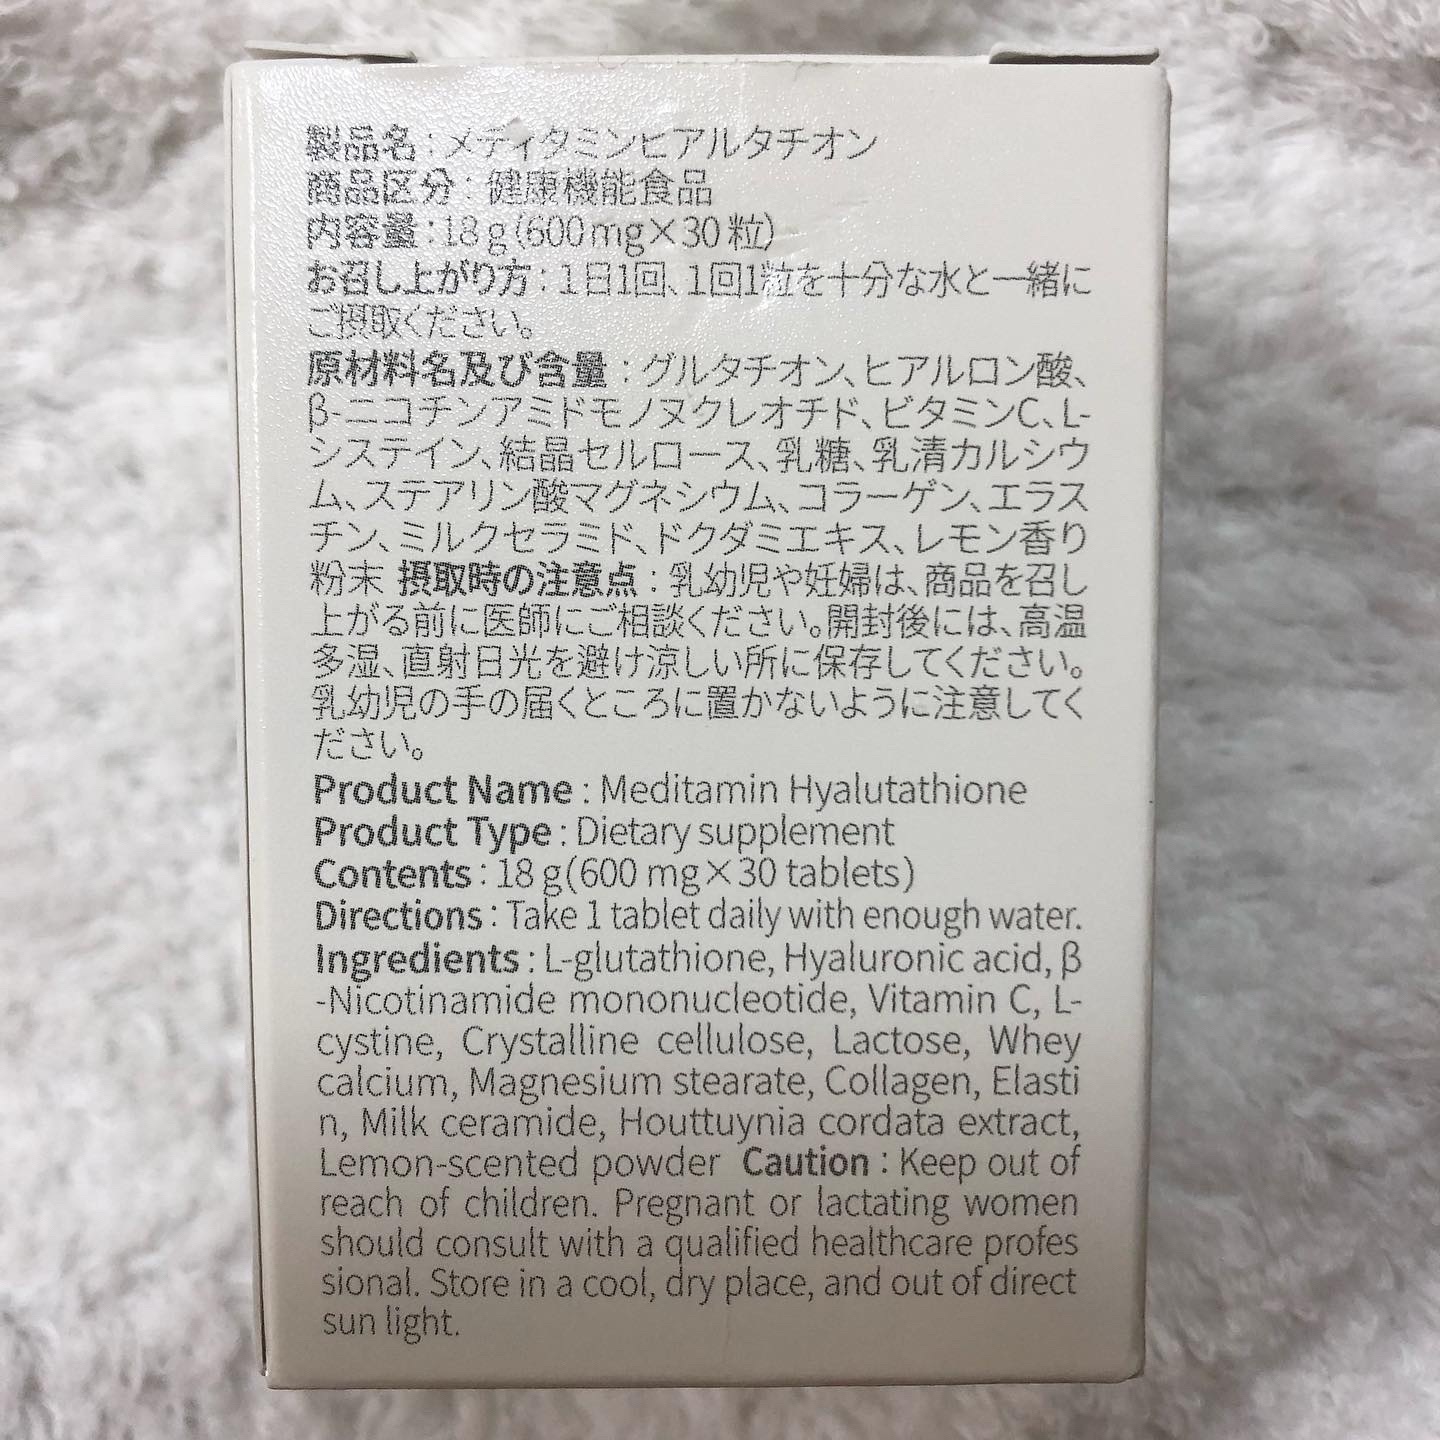 製品名：メディタミンヒアルタチオン
商品区分：健康機能食品
内容量：18g(600mg×30粒)
お召し上がり方：1日1回、1回1粒を十分な水と一緒に
ご摂取ください。
原材料名及び含量：グルタチオン、ヒアルロン酸、
β-ニコチンアミドモノヌクレオチド、ビタミンC、L-
システイン、結晶セルロース、乳糖、乳清カルシウ
ム、ステアリン酸マグネシウム、コラーゲン、エラス
チン、ミルクセラミド、ドクダミエキス、レモン香り
粉末 摂取時の注意点：乳幼児や妊婦は、商品を召し
上がる前に医師にご相談ください。開封後には、高温
多湿、直射日光を避け涼しい所に保存してください。
乳幼児の手の届くところに置かないように注意してく
ださい。
Product Name : Meditamin Hyalutathione
Product Type : Dietary supplement
Contents : 18 g(600 mg×30 tablets)
Directions : Take 1 tablet daily with enough water.
Ingredients : L-glutathione, Hyaluronic acid, β
-Nicotinamide mononucleotide, Vitamin C, L-
cystine, Crystalline cellulose, Lactose, Whey
calcium, Magnesium stearate, Collagen, Elasti
n, Milk ceramide, Houttuynia cordata extract,
Lemon-scented powder Caution : Keep out of
reach of children. Pregnant or lactating women
should consult with a qualified healthcare profes
sional. Store in a cool, dry place, and out of direct
sun light.